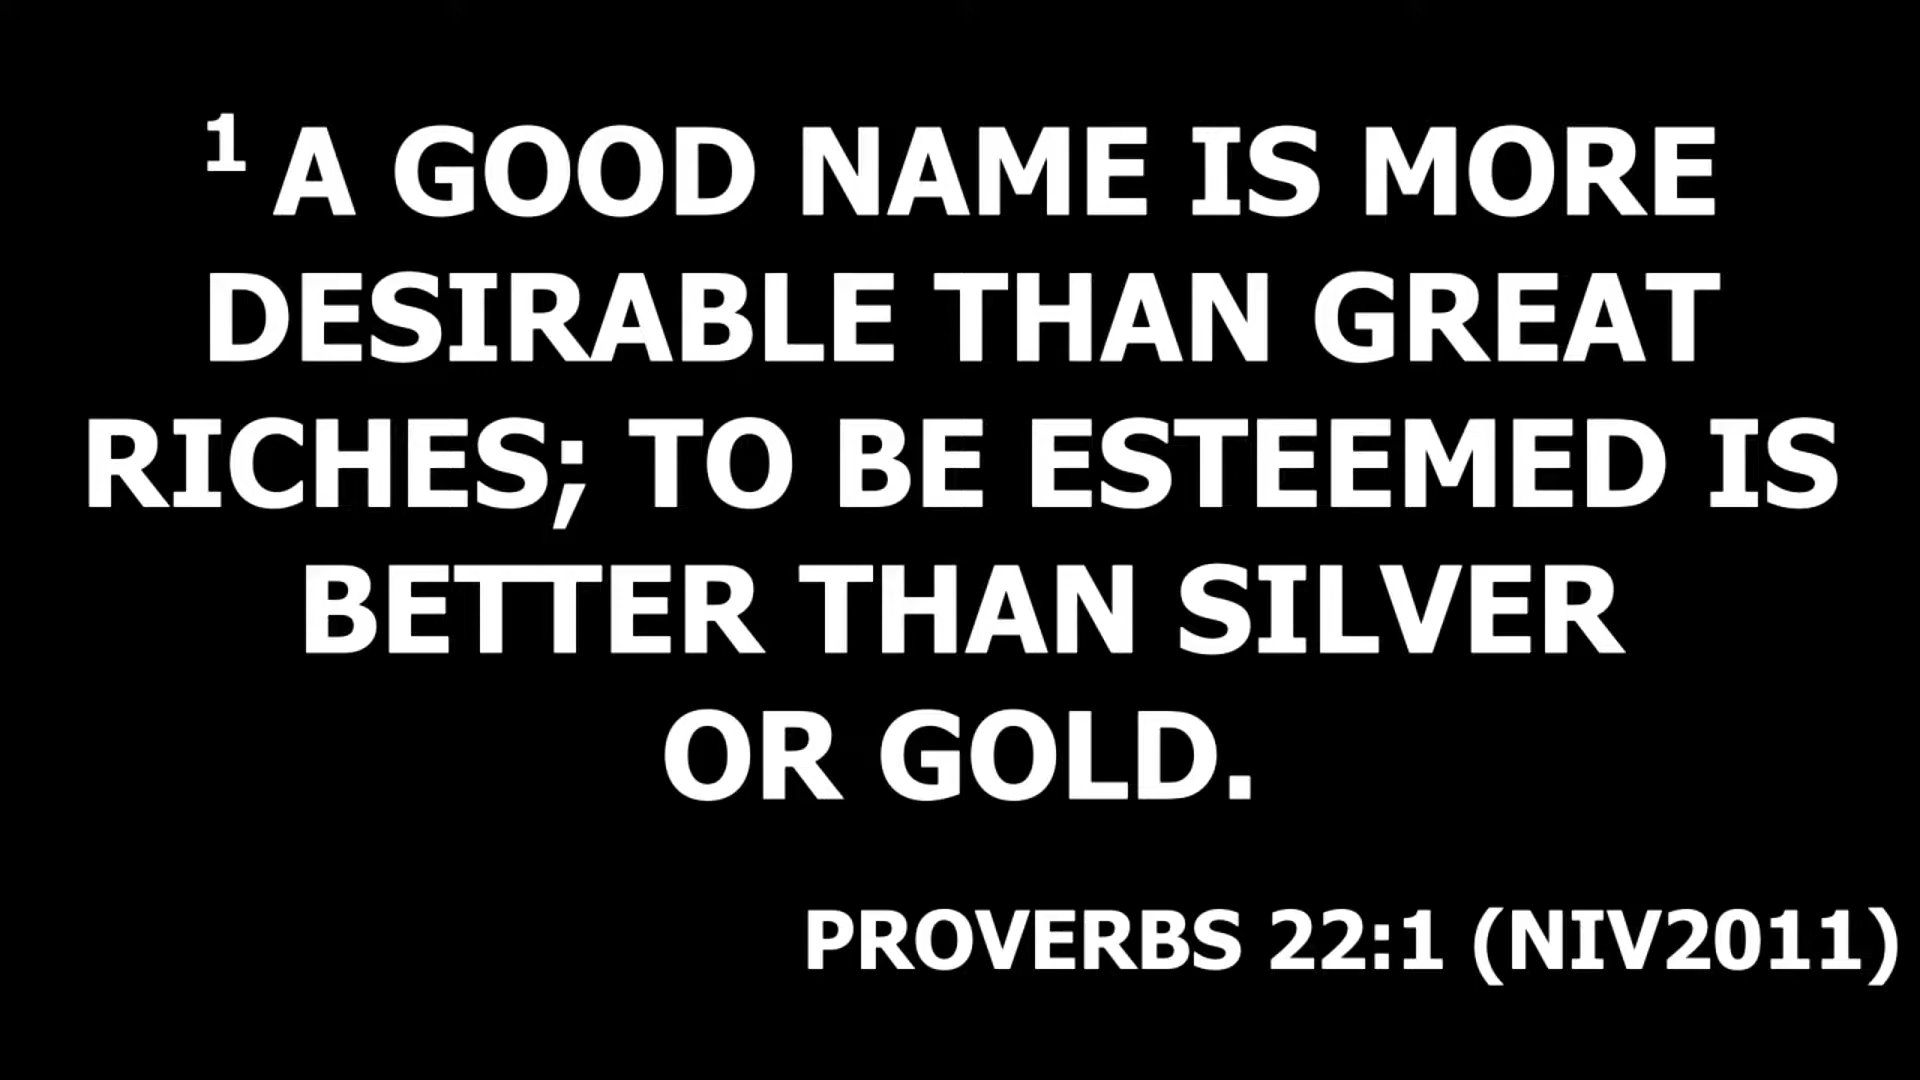 ¹ A GOOD NAME IS MORE
DESIRABLE THAN GREAT
RICHES; TO BE ESTEEMED IS
BETTER THAN SILVER
OR GOLD.
PROVERBS 22:1 (NIV2011)